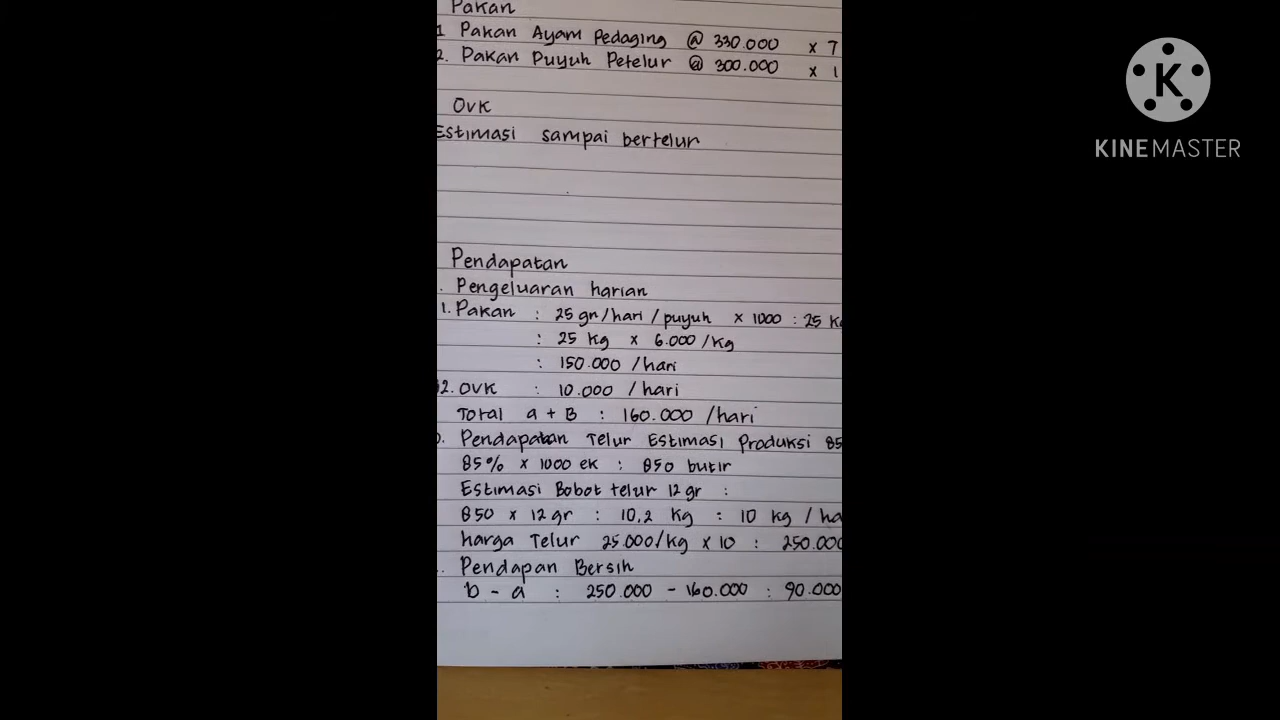 Pakan
1 Pakan Ayam Pedaging @ 330.000 x 7
2. Pakan Puyuh Petelur @ 300.000 x 1
OVK
Estimasi sampai bertelur
Pendapatan
. Pengeluaran harian
1. Pakan : 25 gr/hari/puyuh x 1000 : 25 Kg
: 25 kg x 6.000/kg
: 150.000 /hari
2. OVK : 10.000 /hari
Total a + B : 160.000 /hari
. Pendapatan Telur Estimasi Produksi 85
85% x 1000 ek : 850 butir
Estimasi Bobot telur 12 gr :
850 x 12 gr : 10,2 kg : 10 kg / ha
harga Telur 25.000/kg x 10 : 250.000
. Pendapan Bersih
b - a : 250.000 - 160.000 : 90.000
K
KINEMASTER